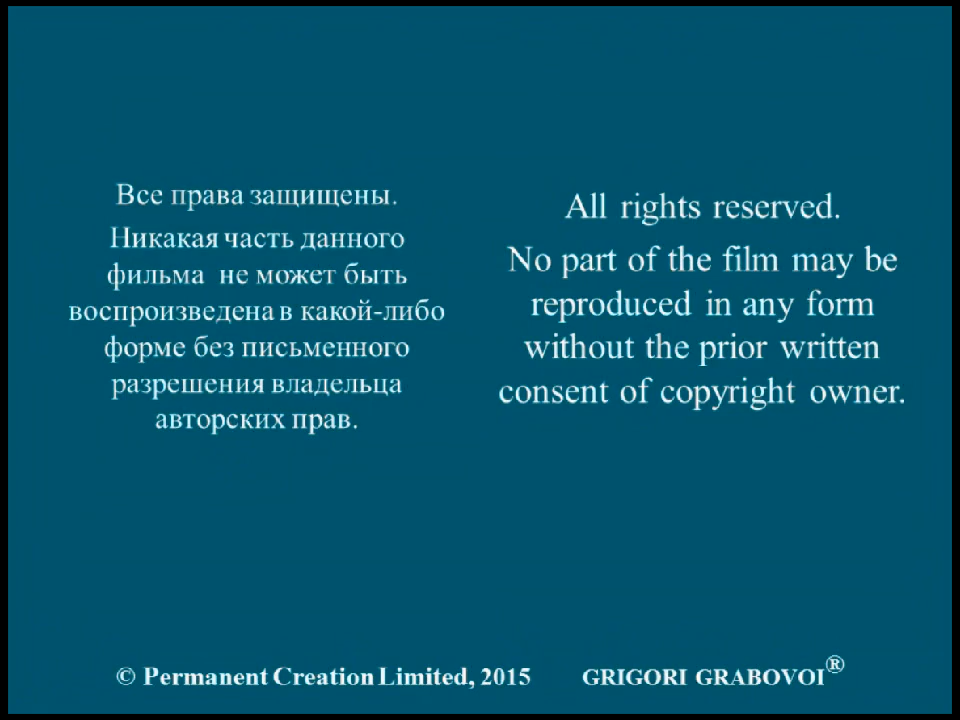 Все права защищены.
Никакая часть данного
фильма не может быть
воспроизведена в какой-либо
форме без письменного
разрешения владельца
авторских прав.
All rights reserved.
No part of the film may be
reproduced in any form
without the prior written
consent of copyright owner.
© Permanent Creation Limited, 2015 GRIGORI GRABOVOI®